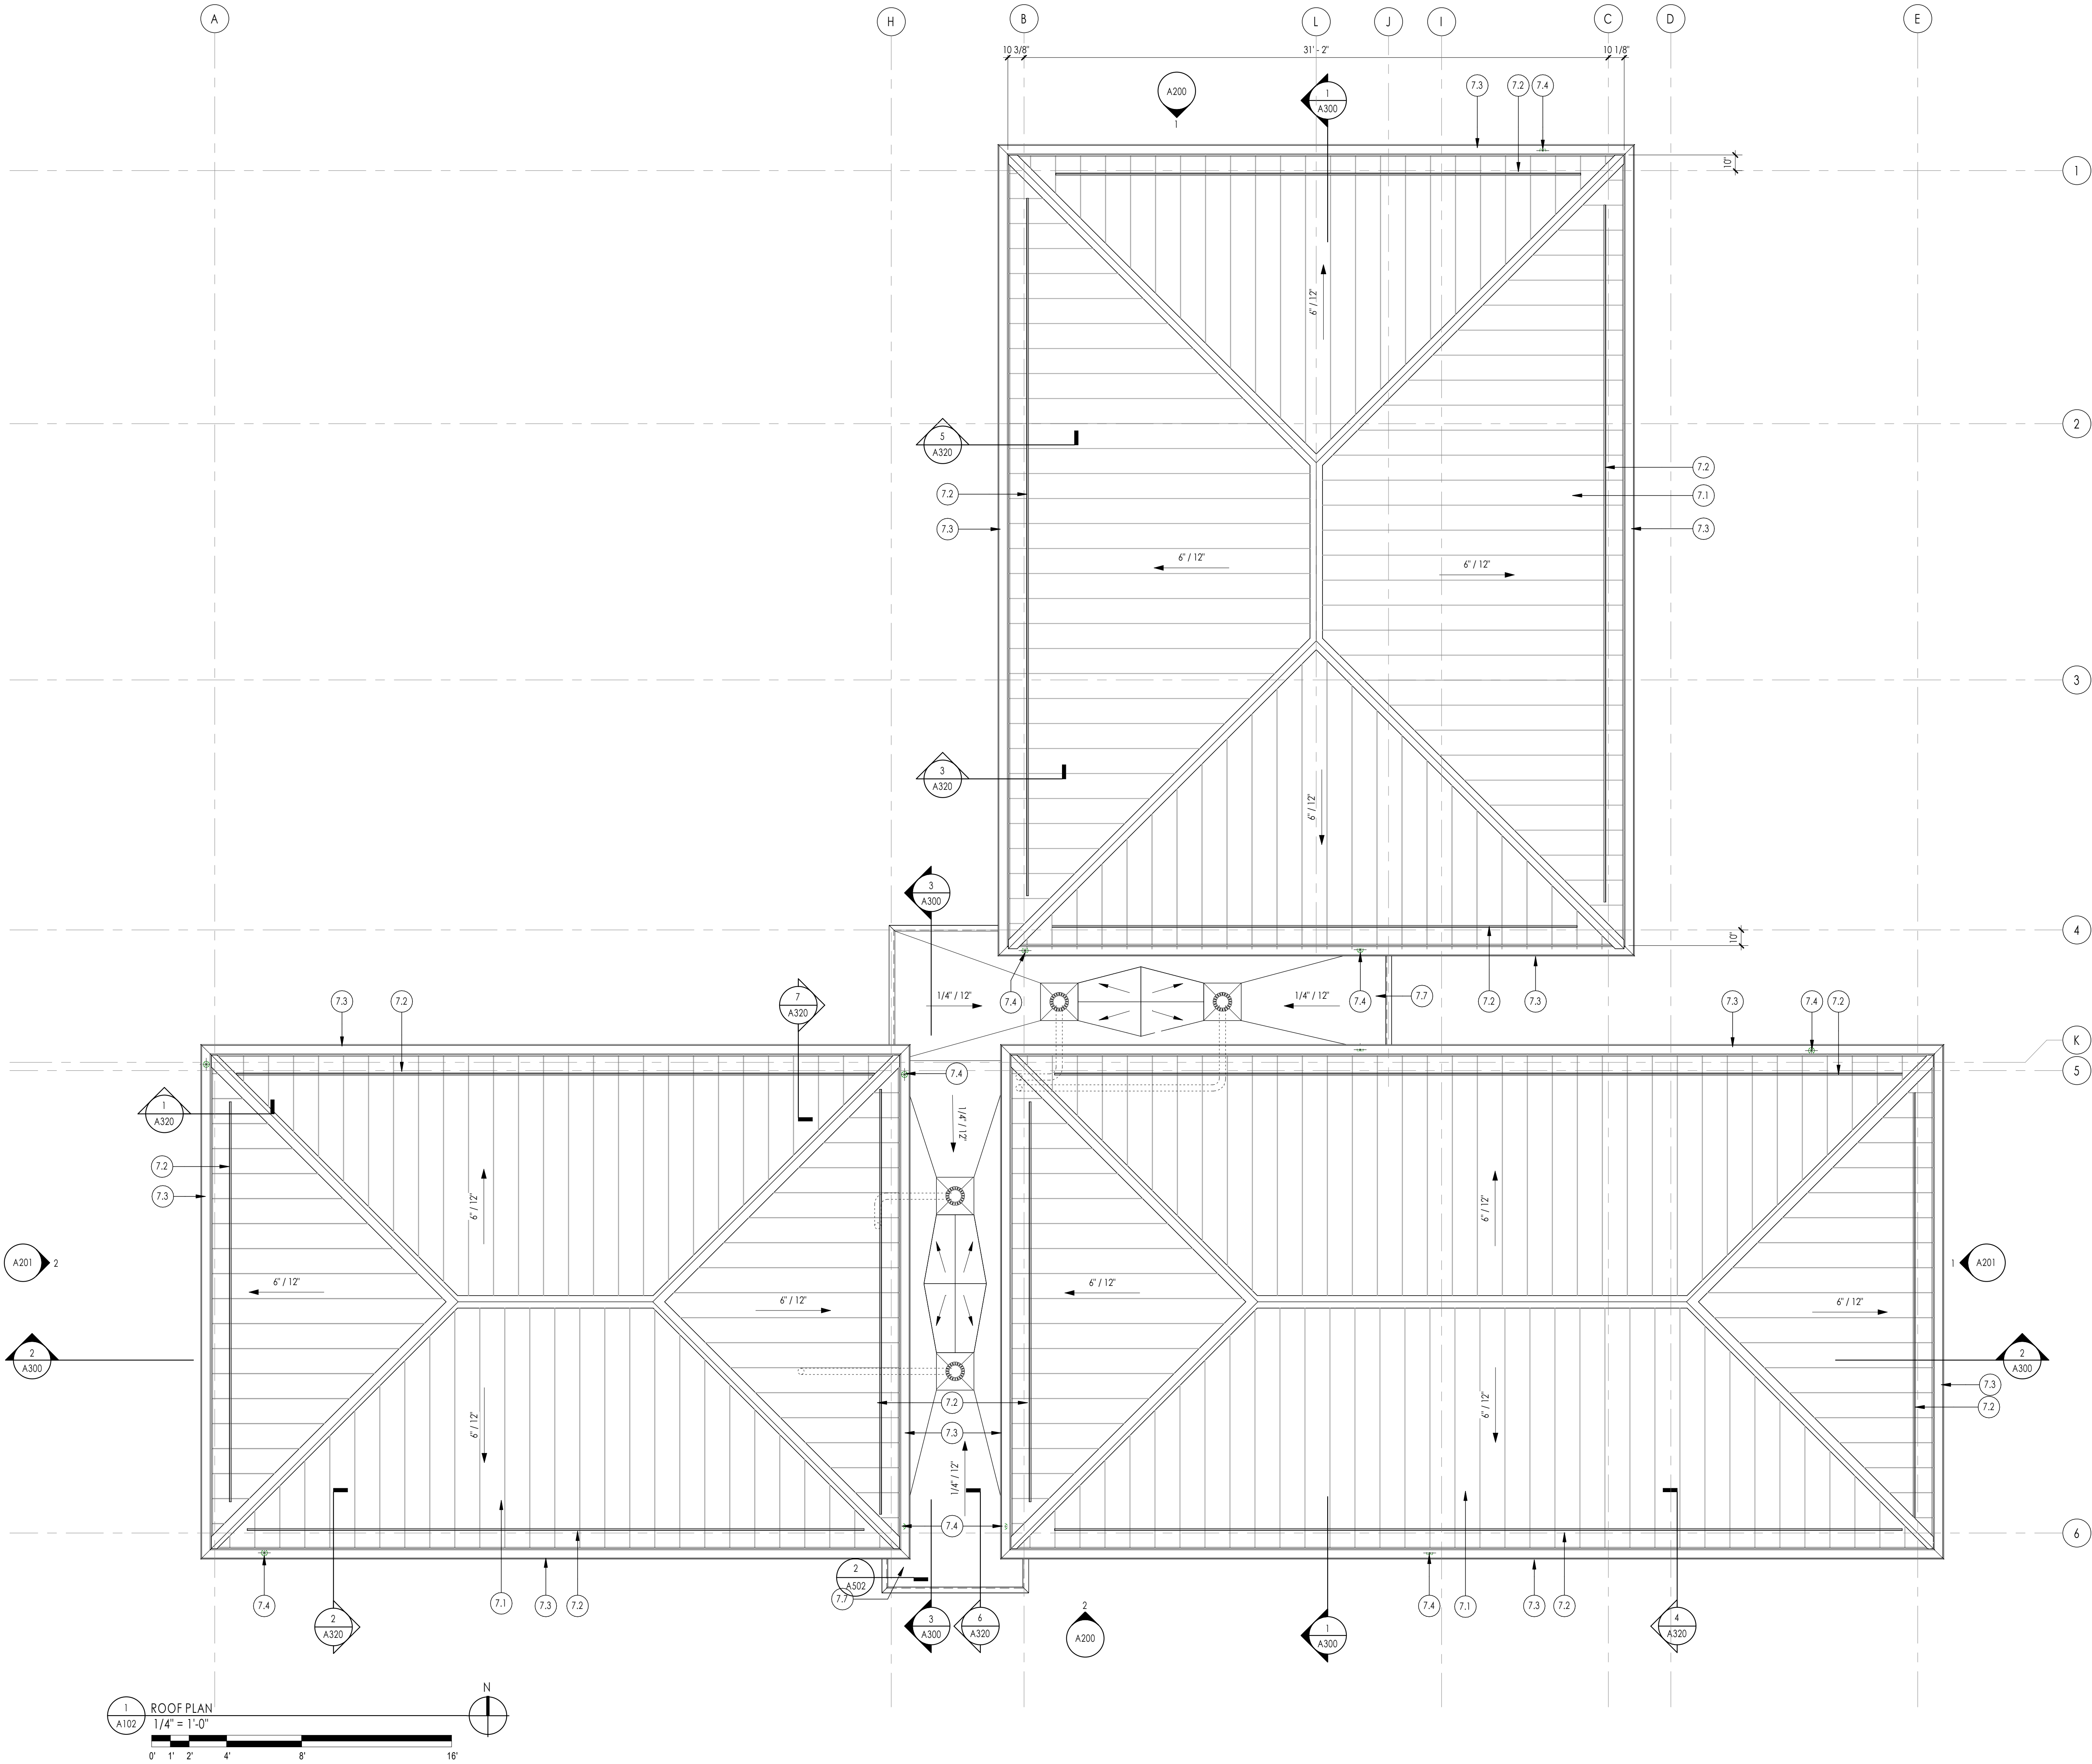 A
H
B
L
J
I
C
D
E
10 3/8"
31' - 2"
10 1/8"
A200
1
1
A300
7.3
7.2
7.4
10"
1
6" / 12"
2
5
A320
7.2
7.3
7.2
7.1
7.3
6" / 12"
6" / 12"
3
3
A320
6" / 12"
3
A300
4
10"
7.3
7.2
7
A320
1/4" / 12"
7.4
1/4" / 12"
7.4
7.7
7.2
7.3
7.3
7.4
7.2
K
5
7.4
1
A320
1/4" / 12"
7.2
7.3
6" / 12"
6" / 12"
A201
2
1
A201
6" / 12"
6" / 12"
6" / 12"
6" / 12"
2
A300
2
A300
7.3
7.2
7.2
7.3
6" / 12"
6" / 12"
1/4" / 12"
7.4
6
2
A502
7.7
7.4
2
A320
7.1
7.3
7.2
3
A300
6
A320
2
A200
1
A300
7.4
7.1
7.3
7.2
4
A320
N
1
A102
ROOF PLAN
1/4" = 1'-0"
0'
1'
2'
4'
8'
16'